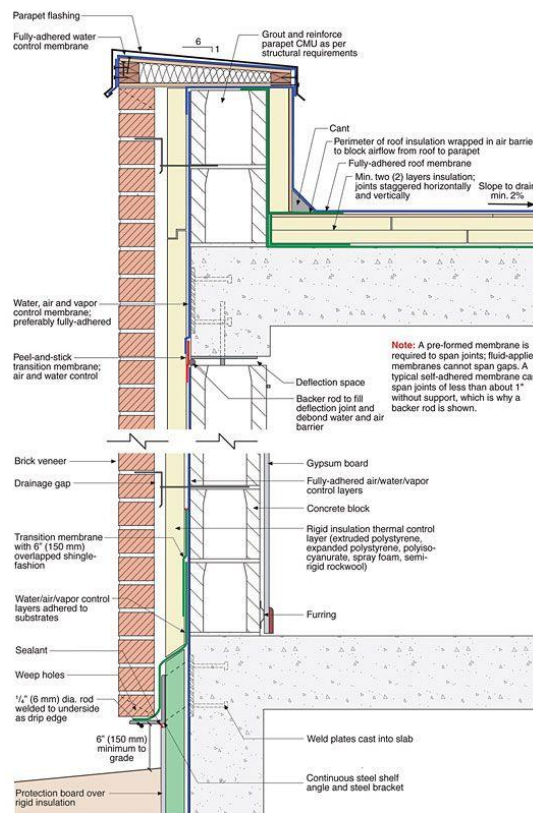 Parapet flashing
Fully-adhered water
control membrane
6
1
Grout and reinforce
parapet CMU as per
structural requirements
Cant
Perimeter of roof insulation wrapped in air barrier
to block airflow from roof to parapet
Fully-adhered roof membrane
Min. two (2) layers insulation;
joints staggered horizontally
and vertically
Slope to drain
min. 2%
Water, air and vapor
control membrane;
preferably fully-adhered
Peel-and-stick
transition membrane;
air and water control
Deflection space
Backer rod to fill
deflection joint and
debond water and air
barrier
Note: A pre-formed membrane is
required to span joints; fluid-applie
membranes cannot span gaps. A
typical self-adhered membrane ca
span joints of less than about 1"
without support, which is why a
backer rod is shown.
Brick veneer
Drainage gap
Gypsum board
Fully-adhered air/water/vapor
control layers
Concrete block
Transition membrane
with 6" (150 mm)
overlapped shingle-
fashion
Rigid insulation thermal control
layer (extruded polystyrene,
expanded polystyrene, polyiso-
cyanurate, spray foam, semi-
rigid rockwool)
Water/air/vapor control
layers adhered to
substrates
Furring
Sealant
Weep holes
¼" (6 mm) dia. rod
welded to underside
as drip edge
6" (150 mm)
minimum to
grade
Weld plates cast into slab
Continuous steel shelf
angle and steel bracket
Protection board over
rigid insulation